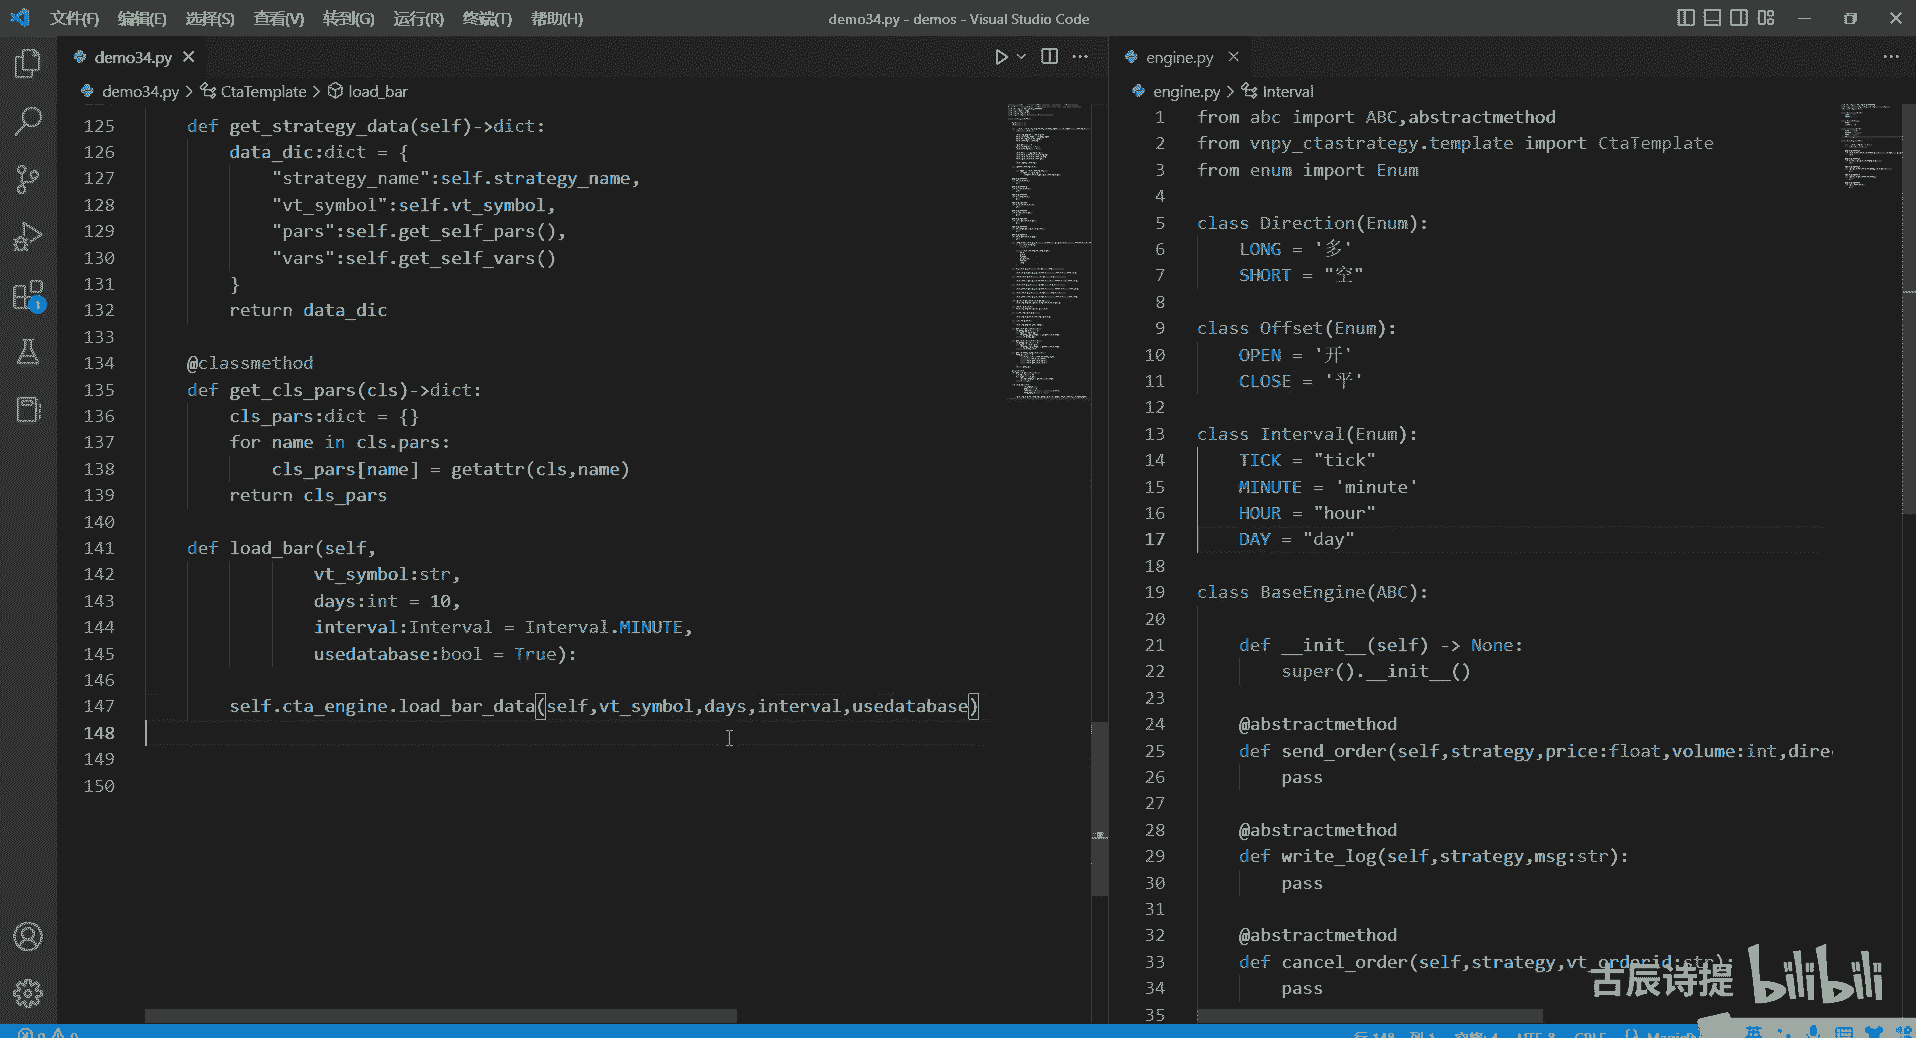 文件(F) 编辑(E) 选择(S) 查看(V) 转到(G) 运行(R) 终端(T) 帮助(H)
demo34.py - demos - Visual Studio Code
demo34.py
demo34.py > CtaTemplate > load_bar
125 def get_strategy_data(self)->dict:
126 data_dic:dict = {
127 "strategy_name":self.strategy_name,
128 "vt_symbol":self.vt_symbol,
129 "pars":self.get_self_pars(),
130 "vars":self.get_self_vars()
131 }
132 return data_dic
133
134 @classmethod
135 def get_cls_pars(cls)->dict:
136 cls_pars:dict = {}
137 for name in cls.pars:
138 cls_pars[name] = getattr(cls,name)
139 return cls_pars
140
141 def load_bar(self,
142 vt_symbol:str,
143 days:int = 10,
144 interval:Interval = Interval.MINUTE,
145 usedatabase:bool = True):
146
147 self.cta_engine.load_bar_data(self,vt_symbol,days,interval,usedatabase)
148
149
150
engine.py
engine.py > Interval
1 from abc import ABC,abstractmethod
2 from vnpy_ctastrategy.template import CtaTemplate
3 from enum import Enum
4
5 class Direction(Enum):
6 LONG = '多'
7 SHORT = "空"
8
9 class Offset(Enum):
10 OPEN = '开'
11 CLOSE = '平'
12
13 class Interval(Enum):
14 TICK = "tick"
15 MINUTE = 'minute'
16 HOUR = "hour"
17 DAY = "day"
18
19 class BaseEngine(ABC):
20
21 def __init__(self) -> None:
22 super().__init__()
23
24 @abstractmethod
25 def send_order(self,strategy,price:float,volume:int,dire
26 pass
27
28 @abstractmethod
29 def write_log(self,strategy,msg:str):
30 pass
31
32 @abstractmethod
33 def cancel_order(self,strategy,vt_orderid:str):
34 pass
35
古辰诗提 bilibili
1
英